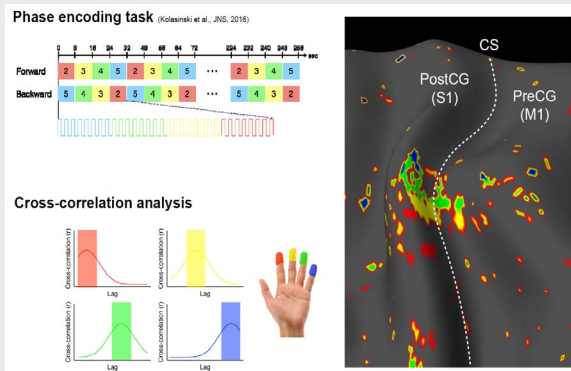 Phase encoding task (Kolasinski et al., JNS, 2016)
0 8 16 24 32 40 48 56 64 72 224 232 240 248 256 sec
Forward 2 3 4 5 2 3 4 5 ••• 2 3 4 5
Backward 5 4 3 2 5 4 3 2 ••• 5 4 3 2
Cross-correlation analysis
Cross-correlation (r)
Lag
Cross-correlation (r)
Lag
Cross-correlation (r)
Lag
Cross-correlation (r)
Lag
CS
PostCG
(S1)
PreCG
(M1)